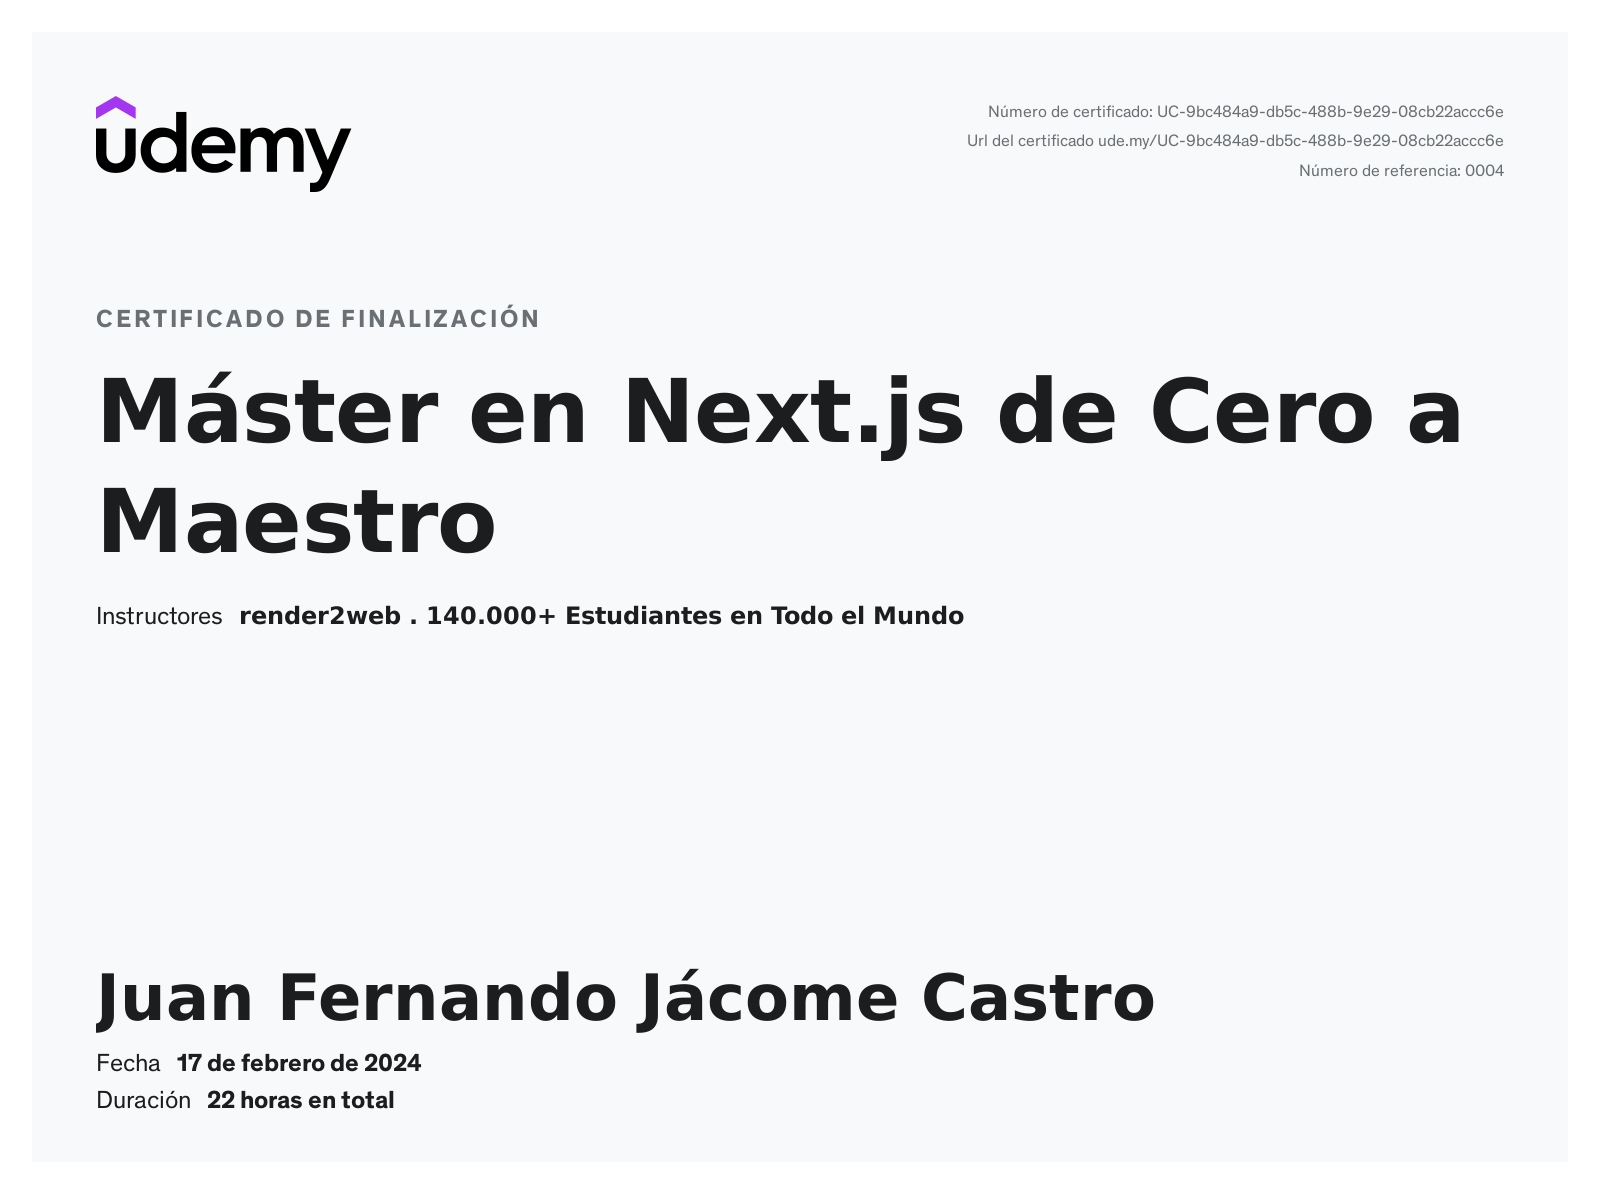 udemy
Número de certificado: UC-9bc484a9-db5c-488b-9e29-08cb22accc6e
Url del certificado ude.my/UC-9bc484a9-db5c-488b-9e29-08cb22accc6e
Número de referencia: 0004
CERTIFICADO DE FINALIZACIÓN
Máster en Next.js de Cero a
Maestro
Instructores render2web . 140.000+ Estudiantes en Todo el Mundo
Juan Fernando Jácome Castro
Fecha 17 de febrero de 2024
Duración 22 horas en total